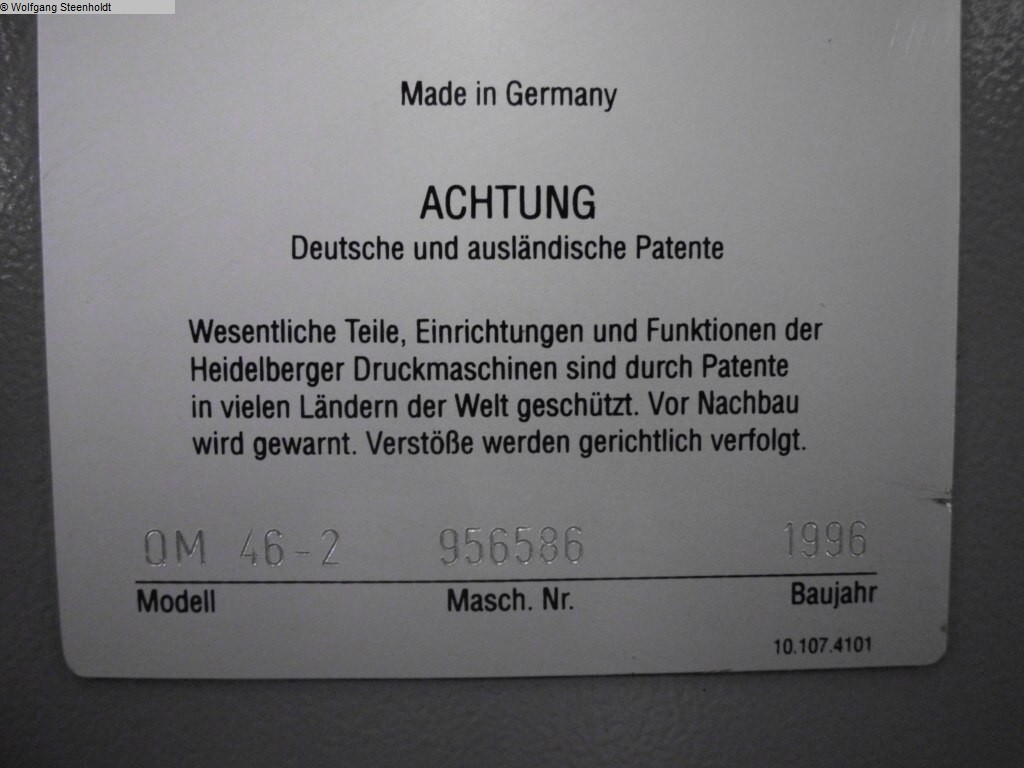 © Wolfgang Steenholdt
Made in Germany
ACHTUNG
Deutsche und ausländische Patente
Wesentliche Teile, Einrichtungen und Funktionen der
Heidelberger Druckmaschinen sind durch Patente
in vielen Ländern der Welt geschützt. Vor Nachbau
wird gewarnt. Verstöße werden gerichtlich verfolgt.
QM 46-2 956586 1996
Modell Masch. Nr. Baujahr
10.107.4101